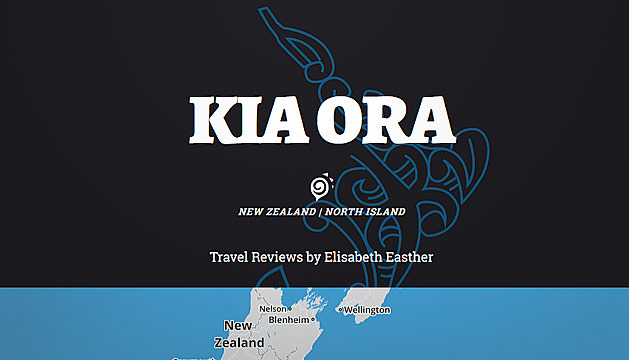 KIA ORA
NEW ZEALAND | NORTH ISLAND
Travel Reviews by Elisabeth Easther
Nelson
Wellington
Blenheim
New
Zealand